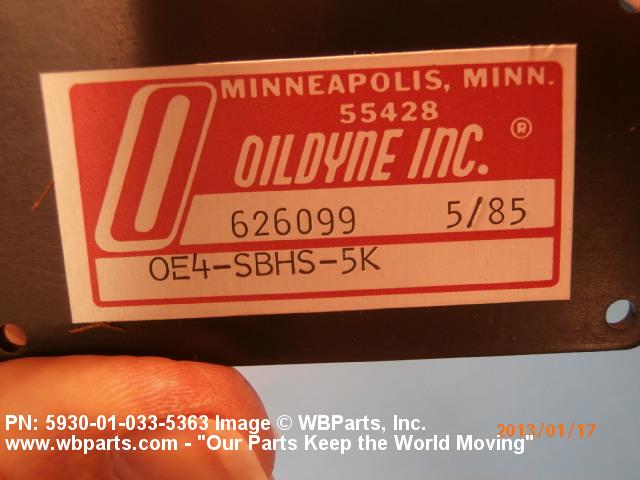 MINNEAPOLIS, MINN.
55428
OILDYNE INC. ®
626099 5/85
OE4-SBHS-5K
PN: 5930-01-033-5363 Image © WBParts, Inc.
2013/01/17
www.wbparts.com - "Our Parts Keep the World Moving"